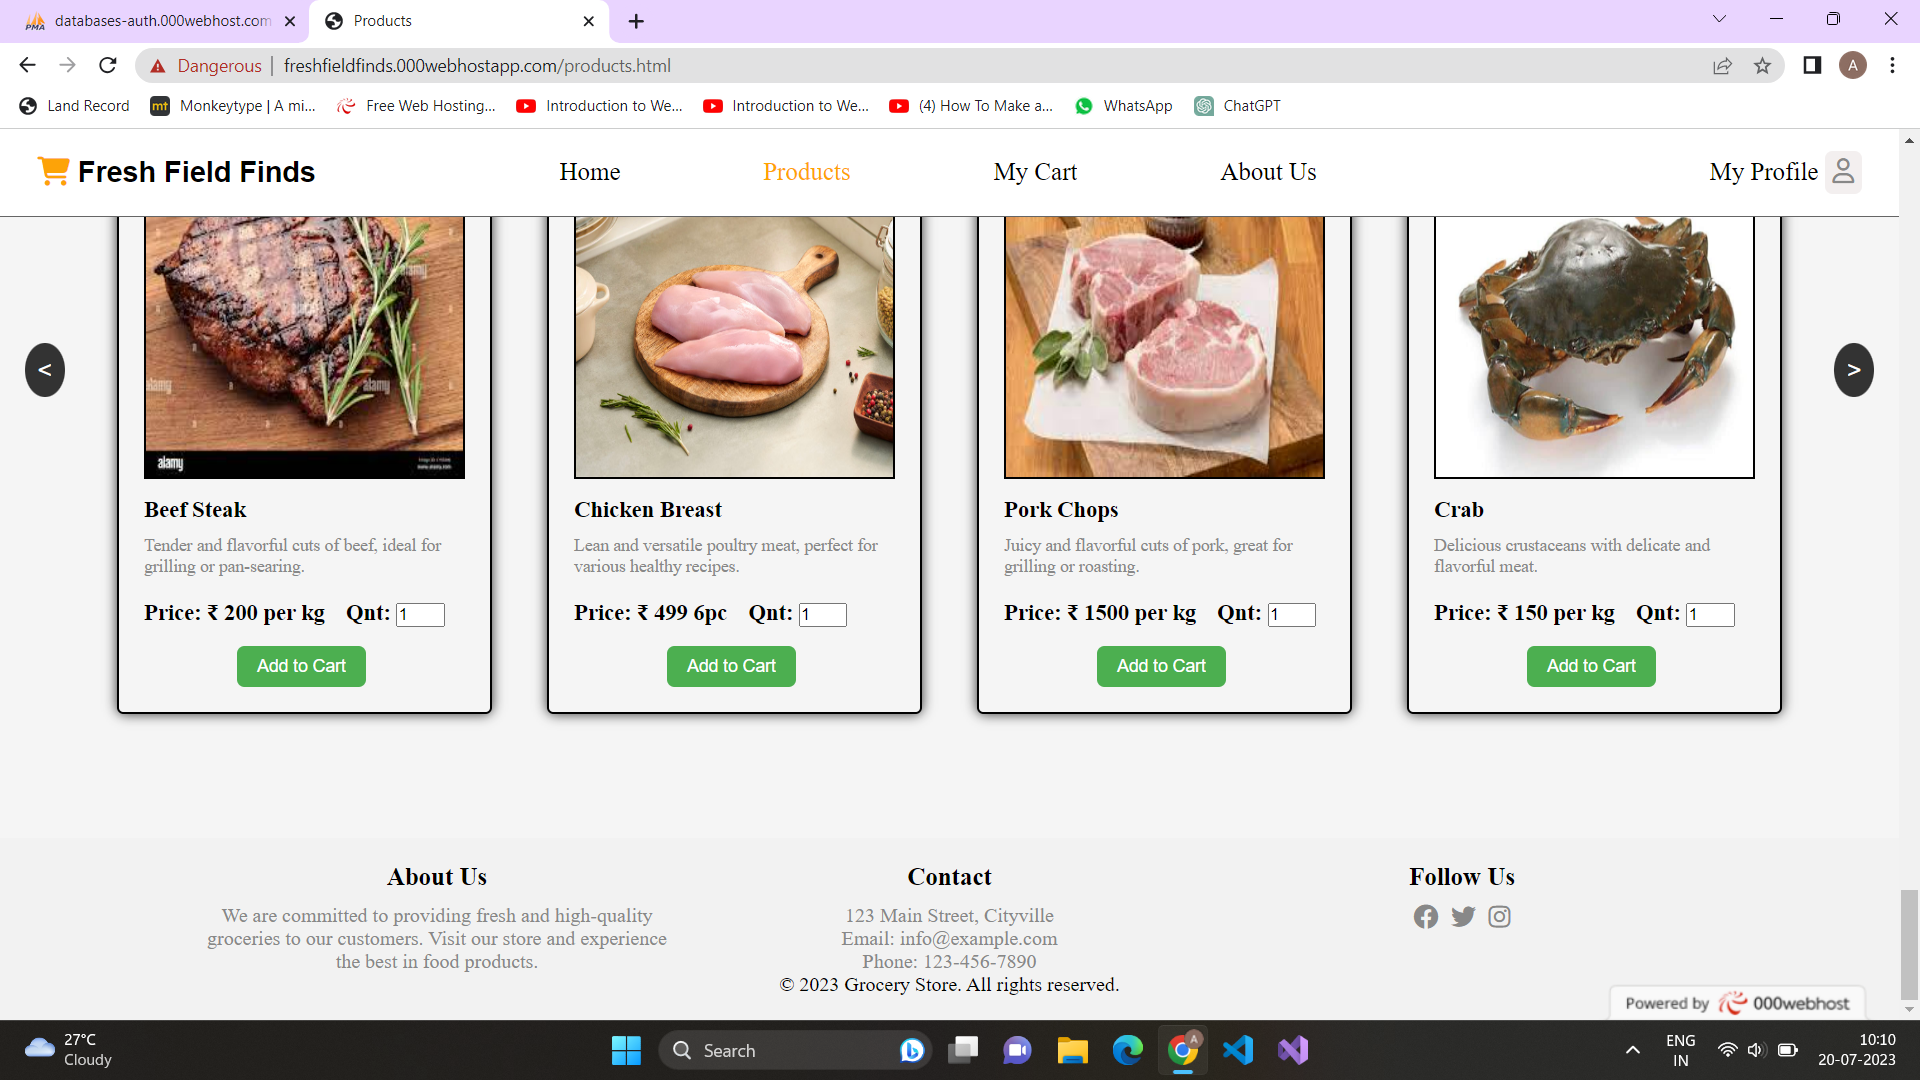 databases-auth.000webhost.com
Products
Dangerous
freshfieldfinds.000webhostapp.com/products.html
A
Land Record
mt
Monkeytype | A mi...
Free Web Hosting...
Introduction to We...
Introduction to We...
(4) How To Make a...
WhatsApp
ChatGPT
Fresh Field Finds
Home
Products
My Cart
About Us
My Profile
<
>
alamy
alamy
alamy
alamy
alamy
Beef Steak
Tender and flavorful cuts of beef, ideal for
grilling or pan-searing.
Price: ₹ 200 per kg Qnt: 1
Add to Cart
Chicken Breast
Lean and versatile poultry meat, perfect for
various healthy recipes.
Price: ₹ 499 6pc Qnt: 1
Add to Cart
Pork Chops
Juicy and flavorful cuts of pork, great for
grilling or roasting.
Price: ₹ 1500 per kg Qnt: 1
Add to Cart
Crab
Delicious crustaceans with delicate and
flavorful meat.
Price: ₹ 150 per kg Qnt: 1
Add to Cart
About Us
We are committed to providing fresh and high-quality
groceries to our customers. Visit our store and experience
the best in food products.
Contact
123 Main Street, Cityville
Email: info@example.com
Phone: 123-456-7890
© 2023 Grocery Store. All rights reserved.
Follow Us
Powered by 000webhost
27°C
Cloudy
Search
A
ENG
IN
10:10
20-07-2023